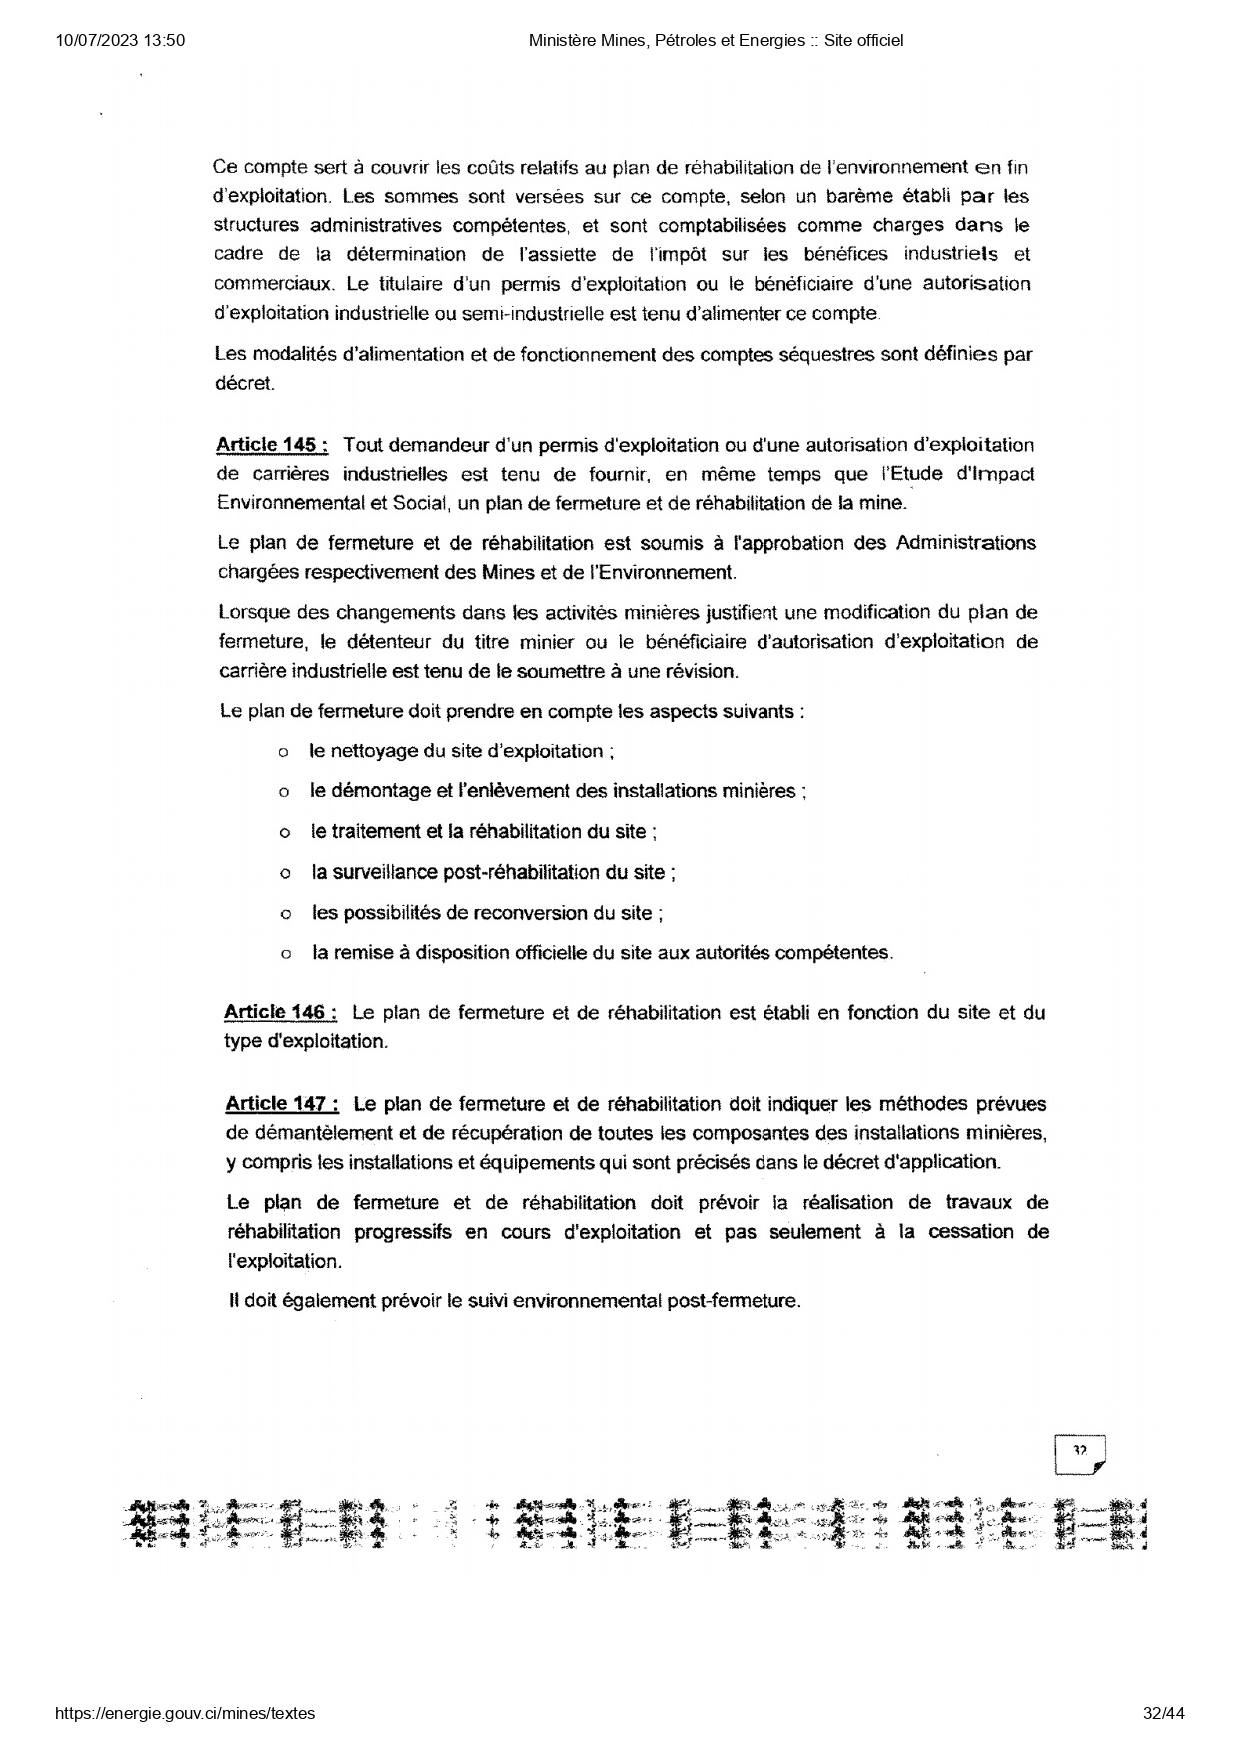 10/07/2023 13:50
Ministère Mines, Pétroles et Energies :: Site officiel
Ce compte sert à couvrir les coûts relatifs au plan de réhabilitation de l'environnement en fin
d'exploitation. Les sommes sont versées sur ce compte, selon un barème établi par les
structures administratives compétentes, et sont comptabilisées comme charges dans le
cadre de la détermination de l'assiette de l'impôt sur les bénéfices industriels et
commerciaux. Le titulaire d'un permis d'exploitation ou le bénéficiaire d'une autorisation
d'exploitation industrielle ou semi-industrielle est tenu d'alimenter ce compte.
Les modalités d'alimentation et de fonctionnement des comptes séquestres sont définies par
décret.
Article 145 : Tout demandeur d'un permis d'exploitation ou d'une autorisation d'exploitation
de carrières industrielles est tenu de fournir, en même temps que l'Etude d'Impact
Environnemental et Social, un plan de fermeture et de réhabilitation de la mine.
Le plan de fermeture et de réhabilitation est soumis à l'approbation des Administrations
chargées respectivement des Mines et de l'Environnement.
Lorsque des changements dans les activités minières justifient une modification du plan de
fermeture, le détenteur du titre minier ou le bénéficiaire d'autorisation d'exploitation de
carrière industrielle est tenu de le soumettre à une révision.
Le plan de fermeture doit prendre en compte les aspects suivants :
o le nettoyage du site d'exploitation ;
o le démontage et l'enlèvement des installations minières ;
o le traitement et la réhabilitation du site ;
o la surveillance post-réhabilitation du site ;
o les possibilités de reconversion du site ;
o la remise à disposition officielle du site aux autorités compétentes.
Article 146 : Le plan de fermeture et de réhabilitation est établi en fonction du site et du
type d'exploitation.
Article 147 : Le plan de fermeture et de réhabilitation doit indiquer les méthodes prévues
de démantèlement et de récupération de toutes les composantes des installations minières,
y compris les installations et équipements qui sont précisés dans le décret d'application.
Le plan de fermeture et de réhabilitation doit prévoir la réalisation de travaux de
réhabilitation progressifs en cours d'exploitation et pas seulement à la cessation de
l'exploitation.
Il doit également prévoir le suivi environnemental post-fermeture.
32
https://energie.gouv.ci/mines/textes
32/44